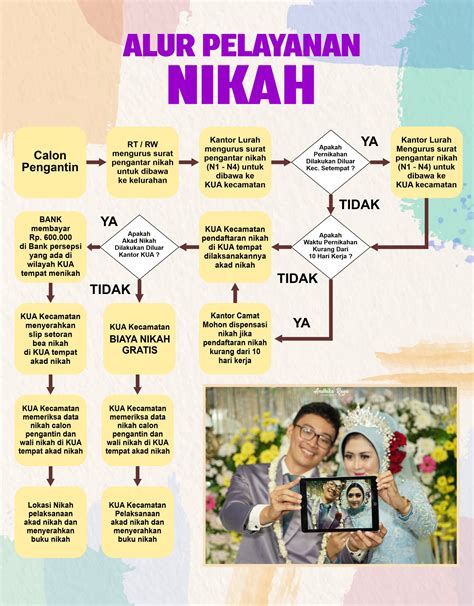 ALUR PELAYANAN
NIKAH
Calon
Pengantin
RT / RW
mengurus surat
pengantar nikah
untuk dibawa
ke kelurahan
Kantor Lurah
mengurus surat
pengantar nikah
(N1 - N4) untuk
dibawa ke
KUA kecamatan
Apakah
Pernikahan
Dilakukan Diluar
Kec. Setempat ?
YA
Kantor Lurah
Mengurus surat
pengantar nikah
(N1 - N4) untuk
dibawa ke
KUA kecamatan
TIDAK
BANK
membayar
Rp. 600.000
di Bank persepsi
yang ada di
wilayah KUA
tempat menikah
YA
Apakah
Akad Nikah
Dilakukan Diluar
Kantor KUA ?
KUA Kecamatan
pendaftaran nikah
di KUA tempat
dilaksanakannya
akad nikah
Apakah
Waktu Pernikahan
Kurang Dari
10 Hari Kerja ?
TIDAK
TIDAK
KUA Kecamatan
menyerahkan
slip setoran
bea nikah
di KUA tempat
akad nikah
KUA Kecamatan
BIAYA NIKAH
GRATIS
Kantor Camat
Mohon dispensasi
nikah jika
pendaftaran nikah
kurang dari 10
hari kerja
YA
KUA Kecamatan
memeriksa data
nikah calon
pengantin dan
wali nikah di KUA
tempat akad nikah
KUA Kecamatan
memeriksa data
nikah calon
pengantin dan
wali nikah di KUA
tempat akad nikah
Lokasi Nikah
pelaksanaan
akad nikah dan
menyerahkan
buku nikah
KUA Kecamatan
Pelaksanaan
akad nikah dan
menyerahkan
buku nikah